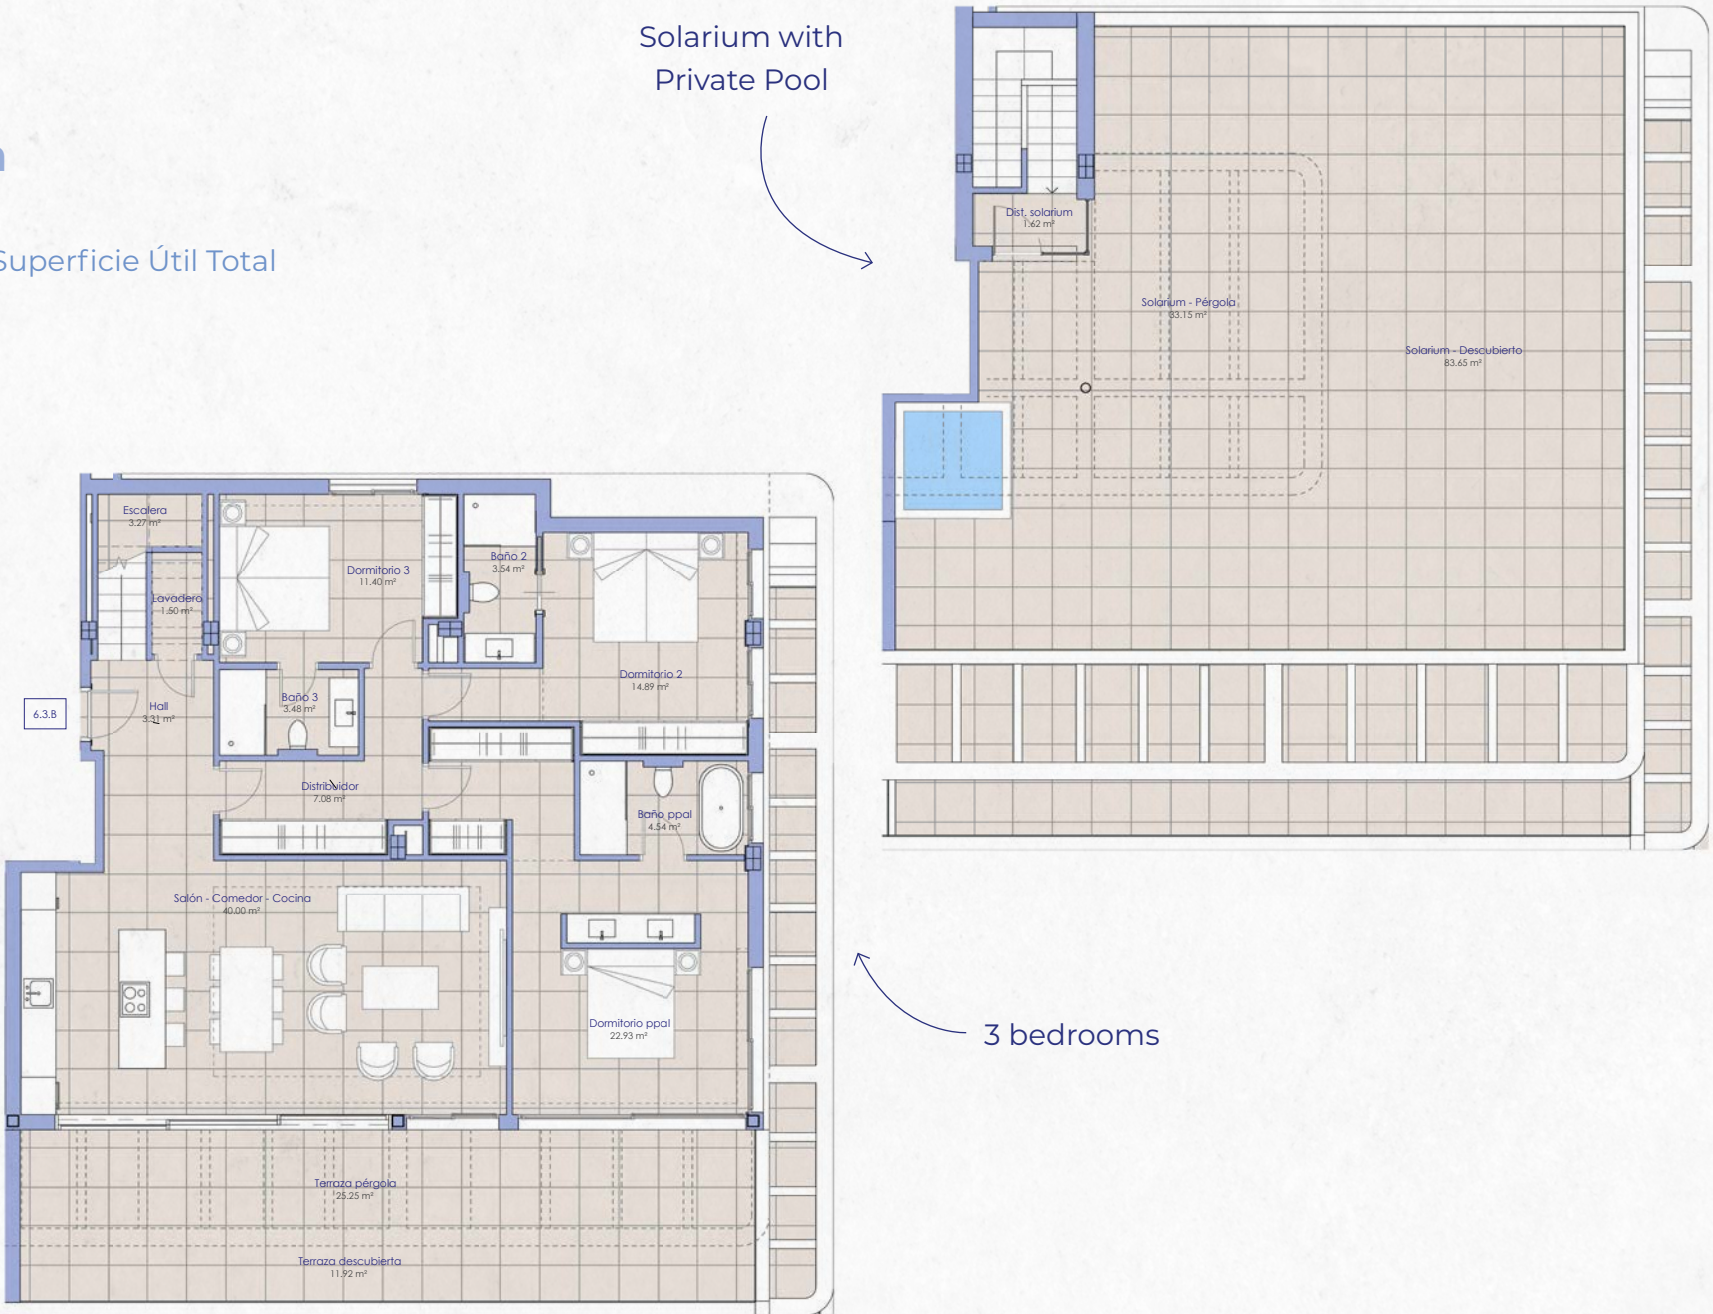 Solarium with
Private Pool
Superficie Útil Total
Dist. solarium
1.62 m²
Solarium - Pérgola
33.15 m²
Solarium - Descubierto
83.65 m²
Escalera
3.27 m²
Lavadero
1.50 m²
Dormitorio 3
11.40 m²
Baño 2
3.54 m²
Dormitorio 2
14.89 m²
6.3.B
Hall
3.31 m²
Baño 3
3.48 m²
Distribuidor
7.08 m²
Baño ppal
4.54 m²
Salón - Comedor - Cocina
40.00 m²
Dormitorio ppal
22.93 m²
3 bedrooms
Terraza pérgola
25.25 m²
Terraza descubierta
11.92 m²